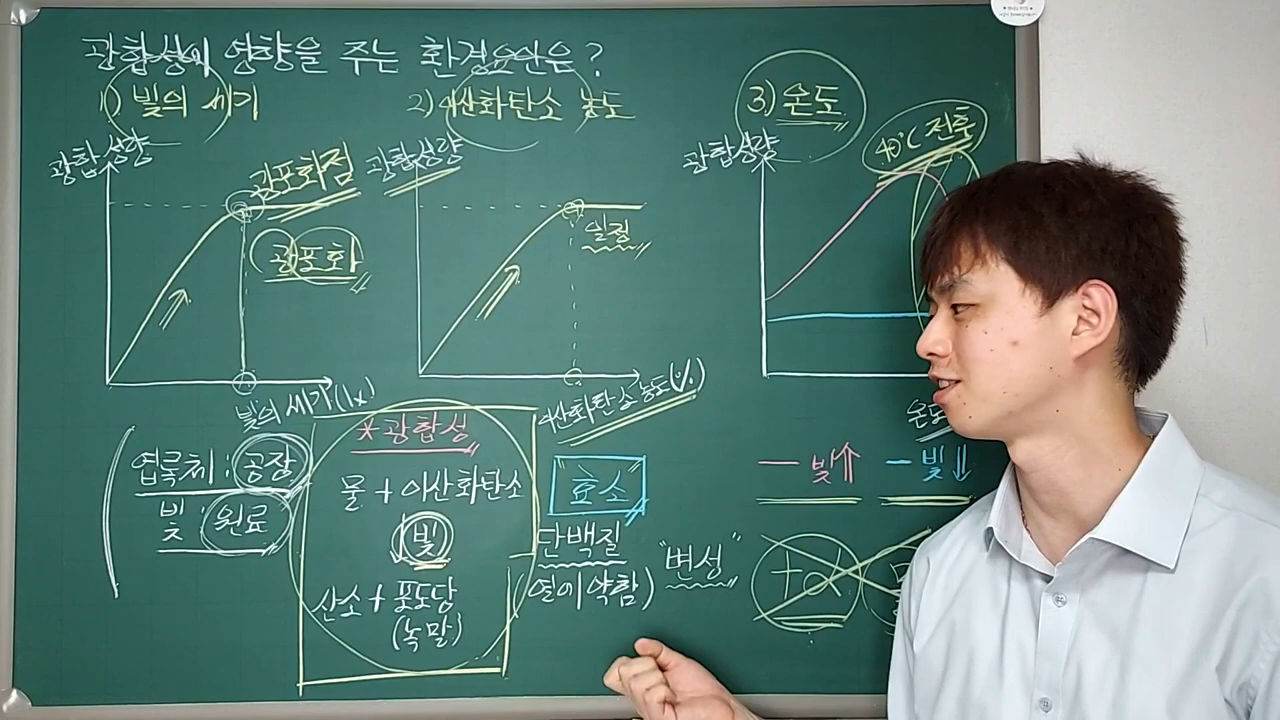 광합성에 영향을 주는 환경요인은?
1) 빛의 세기
2) 이산화탄소 농도
3) 온도
광합성량
광포화점
광포화
빛의 세기(lx)
광합성량
일정
이산화탄소농도(%)
광합성량
40℃ 전후
온도
— 빛⇑ — 빛⇓
엽록체 : 공장
빛 : 원료
*광합성
물 + 이산화탄소
↓ 빛
산소 + 포도당
(녹말)
효소
단백질
(열에 약함)
"변성"